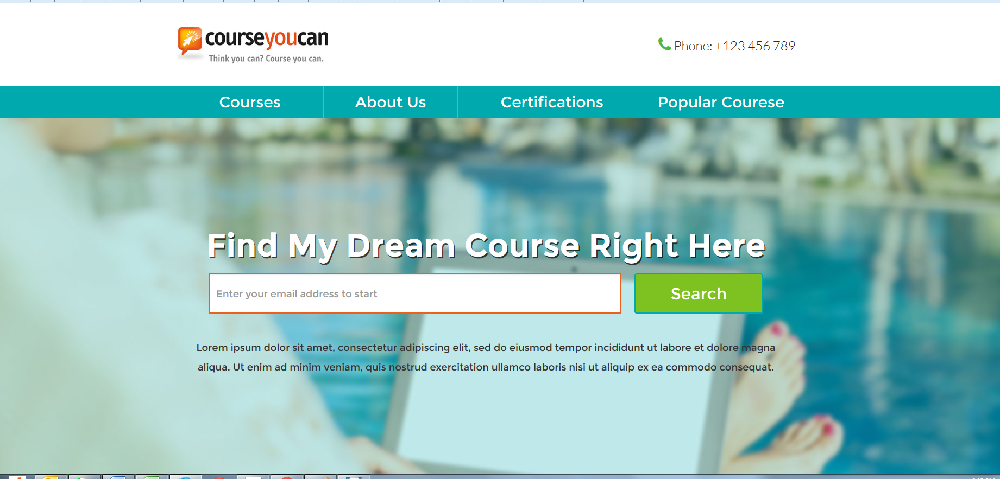 courseyoucan
Think you can? Course you can.
Phone: +123 456 789
Courses
About Us
Certifications
Popular Courese
Find My Dream Course Right Here
Enter your email address to start
Search
Lorem ipsum dolor sit amet, consectetur adipiscing elit, sed do eiusmod tempor incididunt ut labore et dolore magna
aliqua. Ut enim ad minim veniam, quis nostrud exercitation ullamco laboris nisi ut aliquip ex ea commodo consequat.